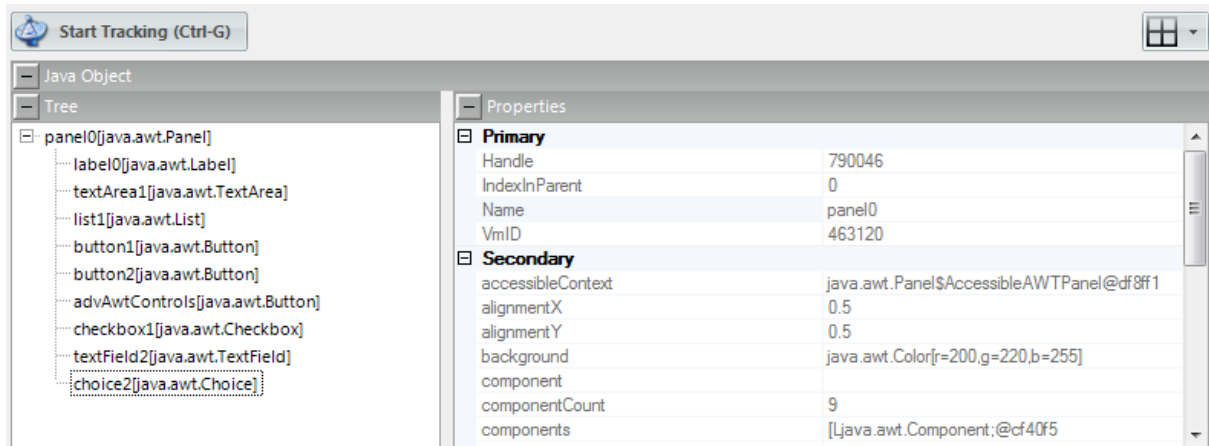 Start Tracking (Ctrl-G)
Java Object
Tree
panel0[java.awt.Panel]
label0[java.awt.Label]
textArea1[java.awt.TextArea]
list1[java.awt.List]
button1[java.awt.Button]
button2[java.awt.Button]
advAwtControls[java.awt.Button]
checkbox1[java.awt.Checkbox]
textField2[java.awt.TextField]
choice2[java.awt.Choice]
Properties
Primary
Handle 790046
IndexInParent 0
Name panel0
VmID 463120
Secondary
accessibleContext java.awt.Panel$AccessibleAWTPanel@df8ff1
alignmentX 0.5
alignmentY 0.5
background java.awt.Color[r=200,g=220,b=255]
component
componentCount 9
components [Ljava.awt.Component;@cf40f5